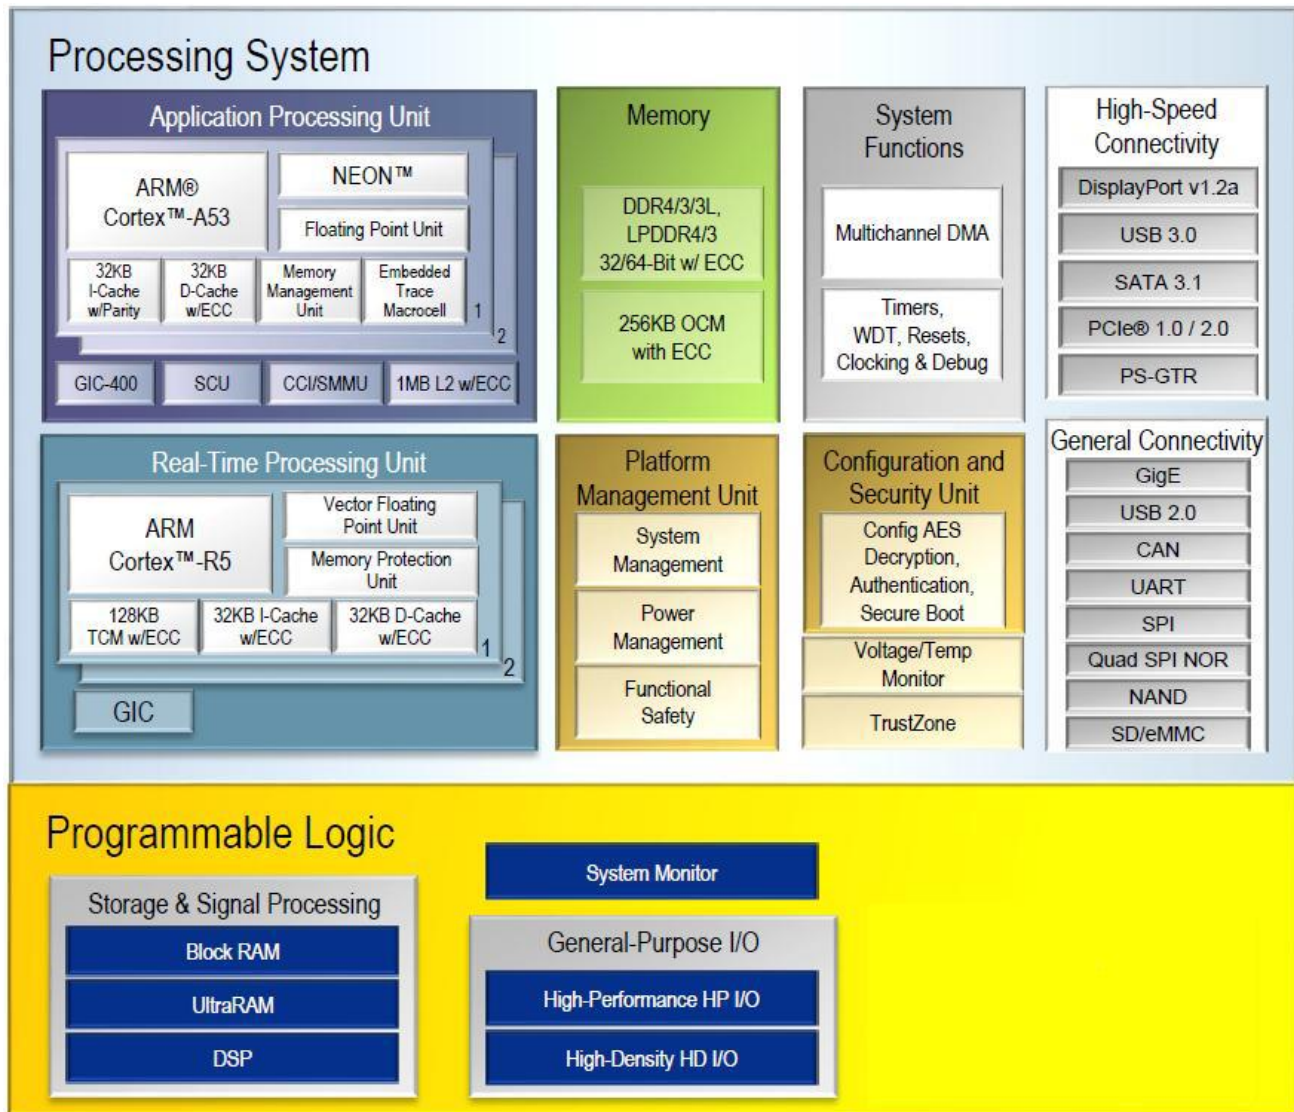 Processing System
Application Processing Unit
ARM®
Cortex™-A53
NEON™
Floating Point Unit
32KB
I-Cache
w/Parity
32KB
D-Cache
w/ECC
Memory
Management
Unit
Embedded
Trace
Macrocell
1
2
GIC-400
SCU
CCI/SMMU
1MB L2 w/ECC
Memory
DDR4/3/3L,
LPDDR4/3
32/64-Bit w/ ECC
256KB OCM
with ECC
System
Functions
Multichannel DMA
Timers,
WDT, Resets,
Clocking & Debug
High-Speed
Connectivity
DisplayPort v1.2a
USB 3.0
SATA 3.1
PCIe® 1.0 / 2.0
PS-GTR
Real-Time Processing Unit
ARM
Cortex™-R5
Vector Floating
Point Unit
Memory Protection
Unit
128KB
TCM w/ECC
32KB I-Cache
w/ECC
32KB D-Cache
w/ECC
1
2
GIC
Platform
Management Unit
System
Management
Power
Management
Functional
Safety
Configuration and
Security Unit
Config AES
Decryption,
Authentication,
Secure Boot
Voltage/Temp
Monitor
TrustZone
General Connectivity
GigE
USB 2.0
CAN
UART
SPI
Quad SPI NOR
NAND
SD/eMMC
Programmable Logic
Storage & Signal Processing
Block RAM
UltraRAM
DSP
System Monitor
General-Purpose I/O
High-Performance HP I/O
High-Density HD I/O